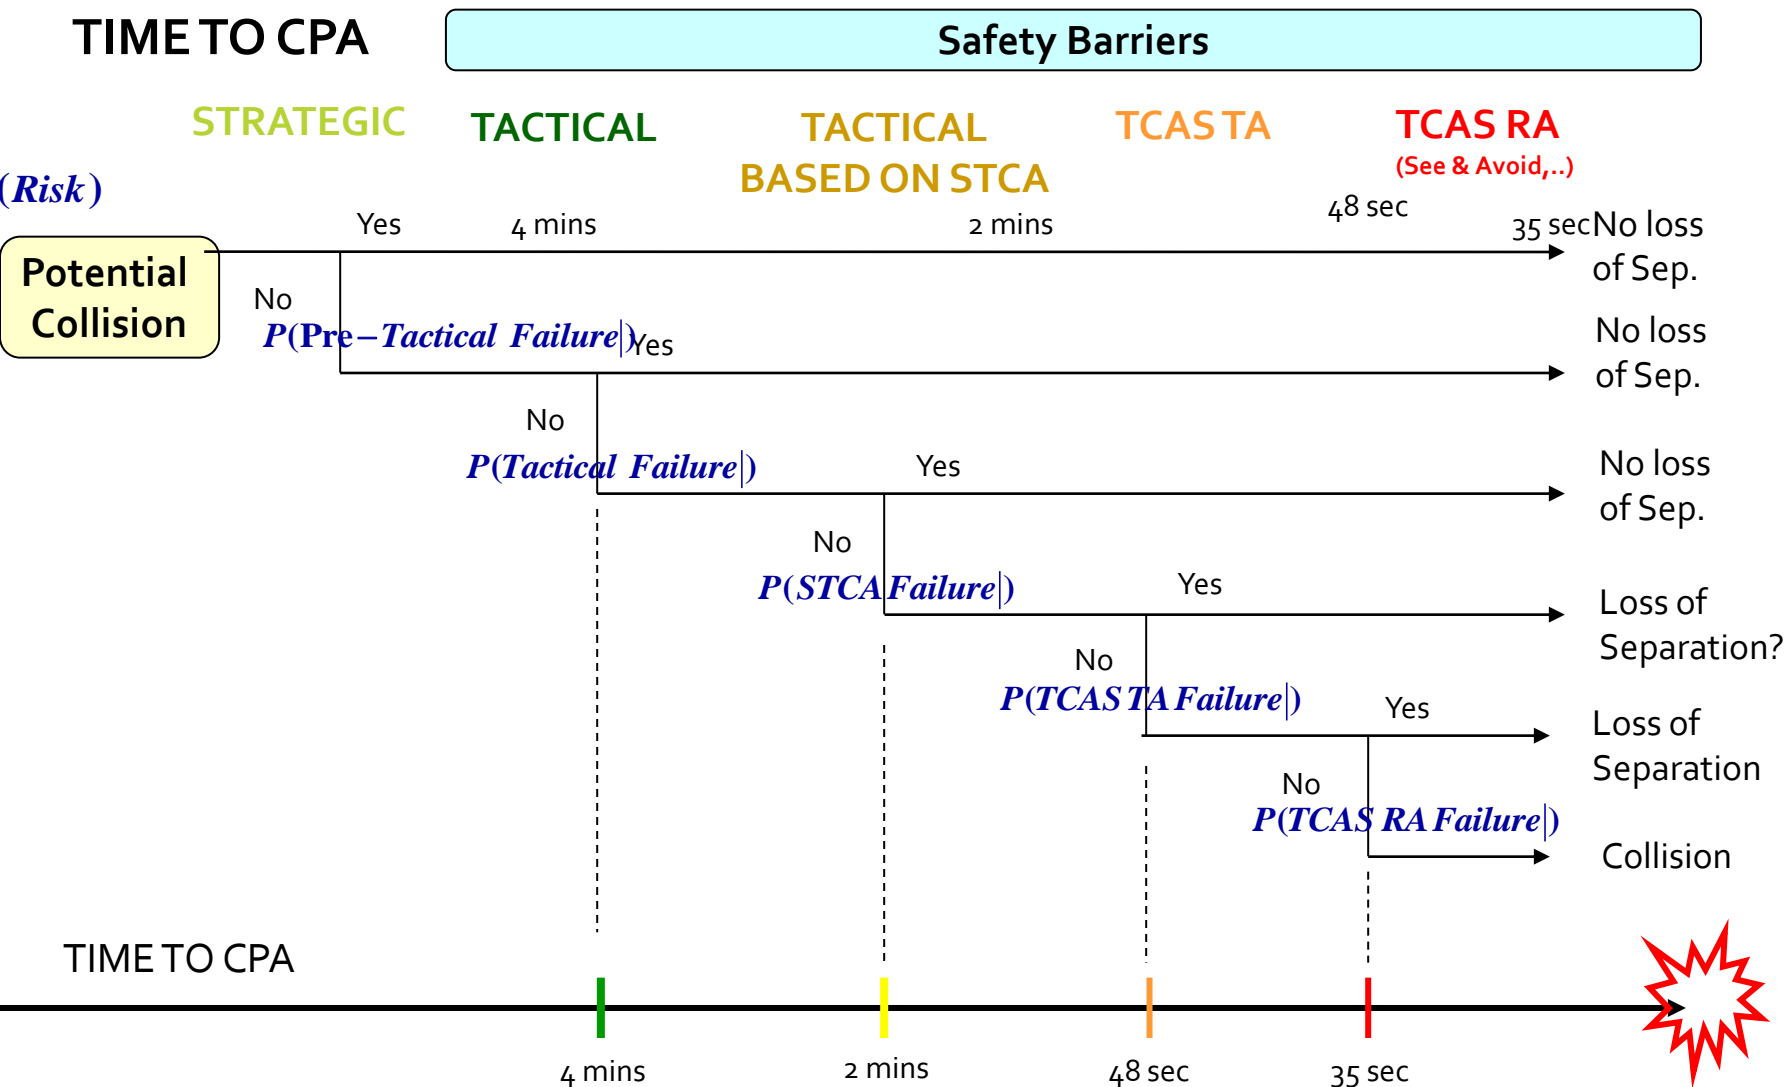 TIME TO CPA
Safety Barriers
STRATEGIC
TACTICAL
TACTICAL
BASED ON STCA
TCAS TA
TCAS RA
(See & Avoid,..)
(Risk)
Yes
4 mins
2 mins
48 sec
35 sec
No loss
of Sep.
Potential
Collision
No
P(Pre–Tactical Failure|)
Yes
No loss
of Sep.
No
P(Tactical Failure|)
Yes
No loss
of Sep.
No
P(STCA Failure|)
Yes
Loss of
Separation?
No
P(TCAS TA Failure|)
Yes
Loss of
Separation
No
P(TCAS RA Failure|)
Collision
TIME TO CPA
4 mins
2 mins
48 sec
35 sec